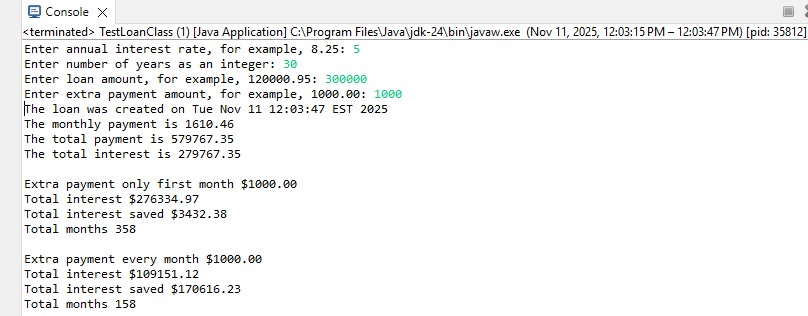 Console
<terminated> TestLoanClass (1) [Java Application] C:\Program Files\Java\jdk-24\bin\javaw.exe (Nov 11, 2025, 12:03:15 PM – 12:03:47 PM) [pid: 35812]
Enter annual interest rate, for example, 8.25: 5
Enter number of years as an integer: 30
Enter loan amount, for example, 120000.95: 300000
Enter extra payment amount, for example, 1000.00: 1000
The loan was created on Tue Nov 11 12:03:47 EST 2025
The monthly payment is 1610.46
The total payment is 579767.35
The total interest is 279767.35
Extra payment only first month $1000.00
Total interest $276334.97
Total interest saved $3432.38
Total months 358
Extra payment every month $1000.00
Total interest $109151.12
Total interest saved $170616.23
Total months 158